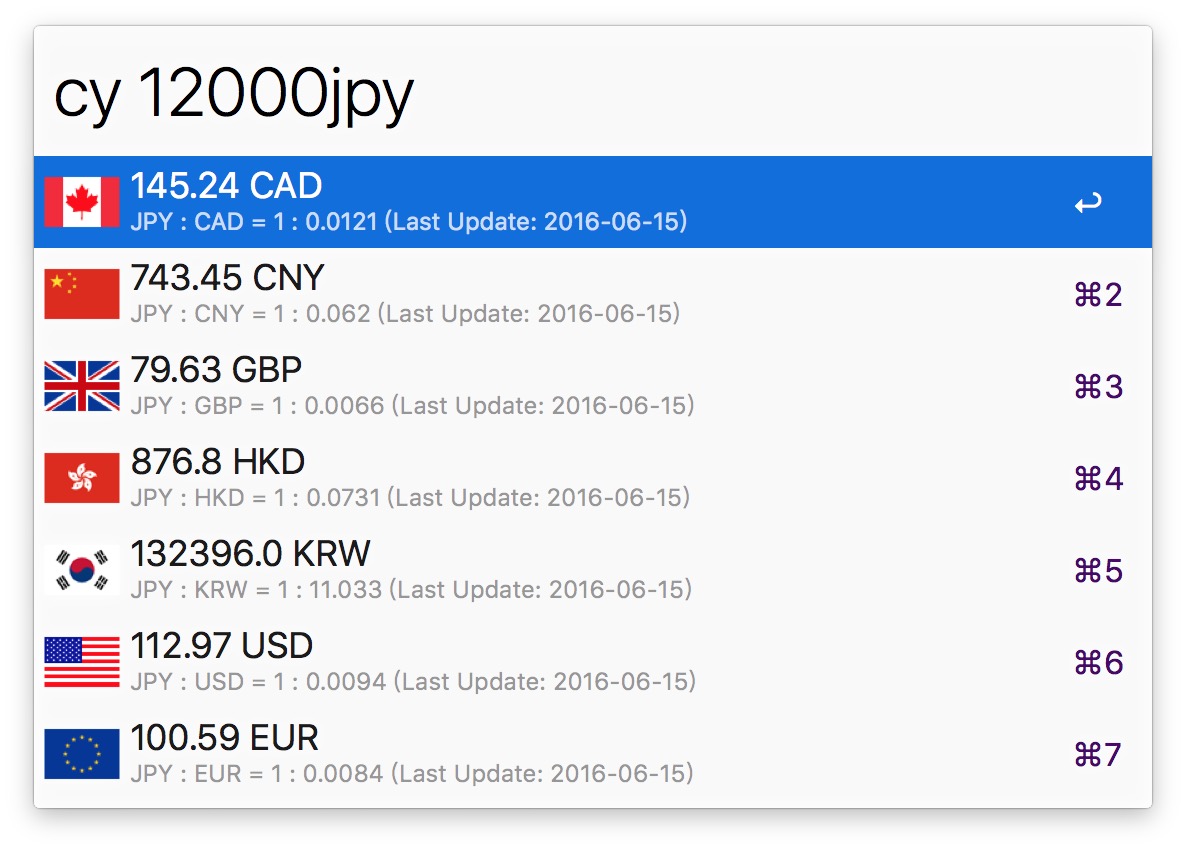 cy 12000jpy
145.24 CAD
JPY : CAD = 1 : 0.0121 (Last Update: 2016-06-15)
↩
743.45 CNY
JPY : CNY = 1 : 0.062 (Last Update: 2016-06-15)
⌘2
79.63 GBP
JPY : GBP = 1 : 0.0066 (Last Update: 2016-06-15)
⌘3
876.8 HKD
JPY : HKD = 1 : 0.0731 (Last Update: 2016-06-15)
⌘4
132396.0 KRW
JPY : KRW = 1 : 11.033 (Last Update: 2016-06-15)
⌘5
112.97 USD
JPY : USD = 1 : 0.0094 (Last Update: 2016-06-15)
⌘6
100.59 EUR
JPY : EUR = 1 : 0.0084 (Last Update: 2016-06-15)
⌘7